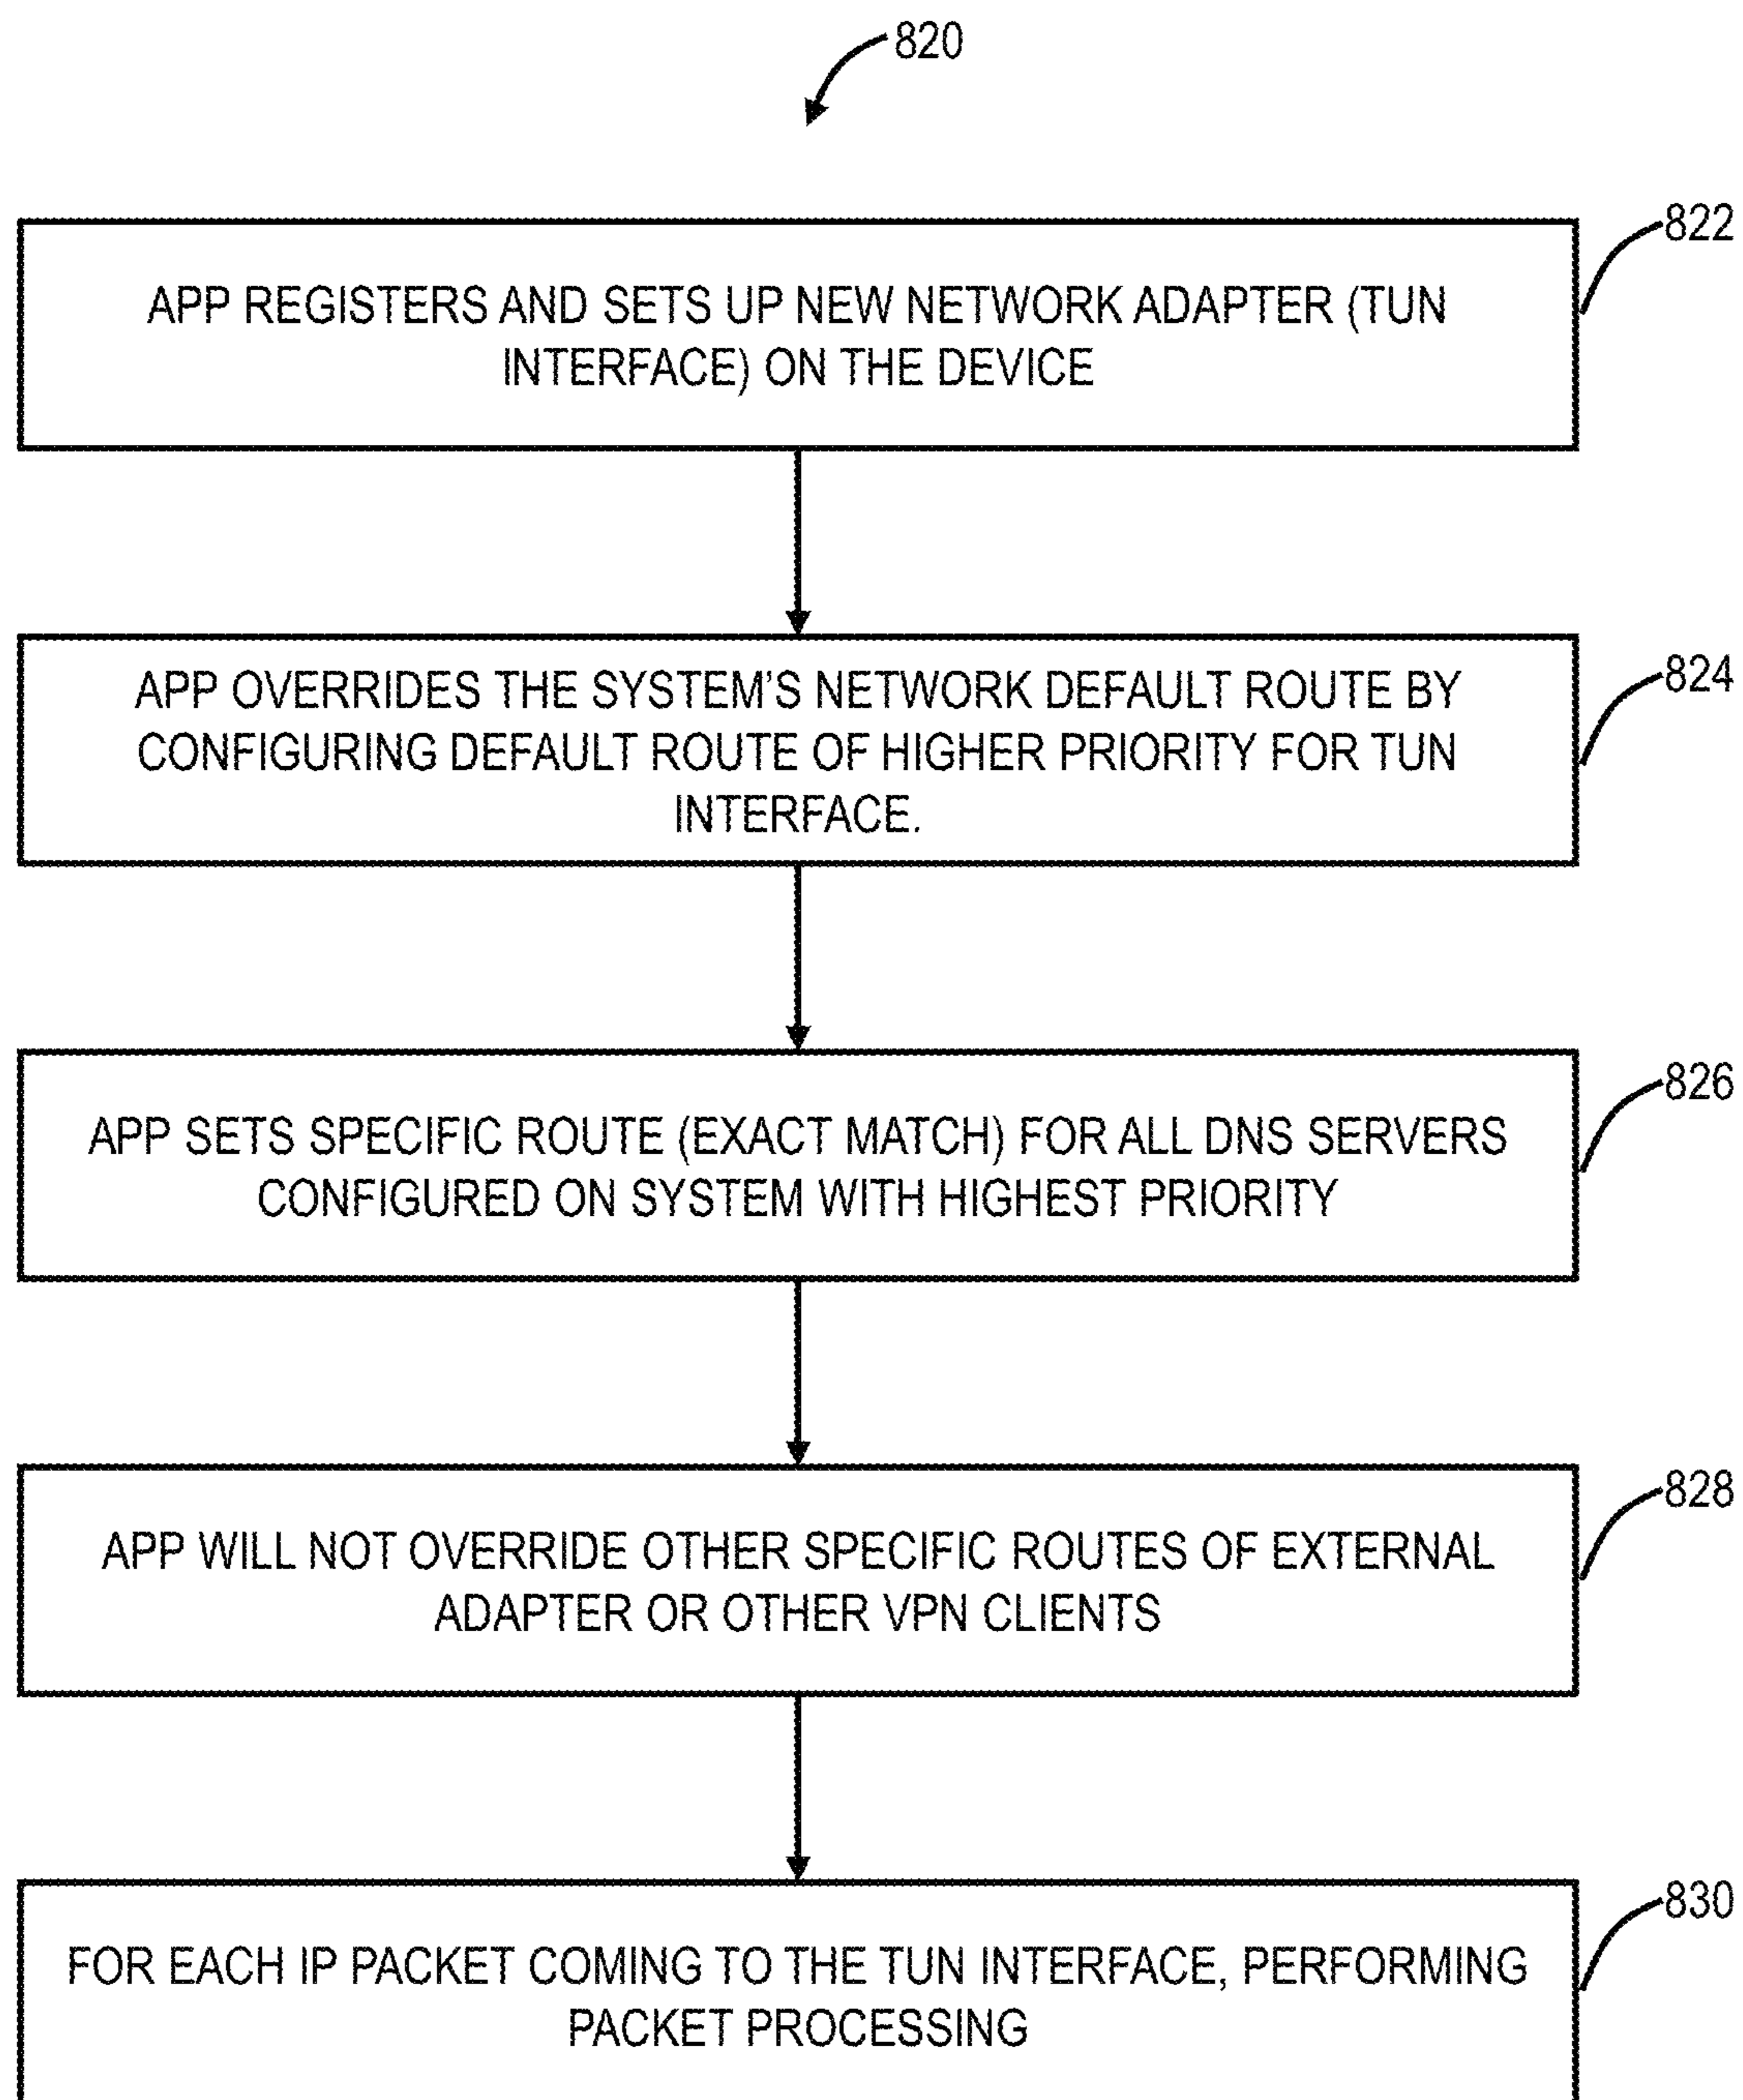 820
822
APP REGISTERS AND SETS UP NEW NETWORK ADAPTER (TUN
INTERFACE) ON THE DEVICE
824
APP OVERRIDES THE SYSTEM'S NETWORK DEFAULT ROUTE BY
CONFIGURING DEFAULT ROUTE OF HIGHER PRIORITY FOR TUN
INTERFACE.
826
APP SETS SPECIFIC ROUTE (EXACT MATCH) FOR ALL DNS SERVERS
CONFIGURED ON SYSTEM WITH HIGHEST PRIORITY
828
APP WILL NOT OVERRIDE OTHER SPECIFIC ROUTES OF EXTERNAL
ADAPTER OR OTHER VPN CLIENTS
830
FOR EACH IP PACKET COMING TO THE TUN INTERFACE, PERFORMING
PACKET PROCESSING